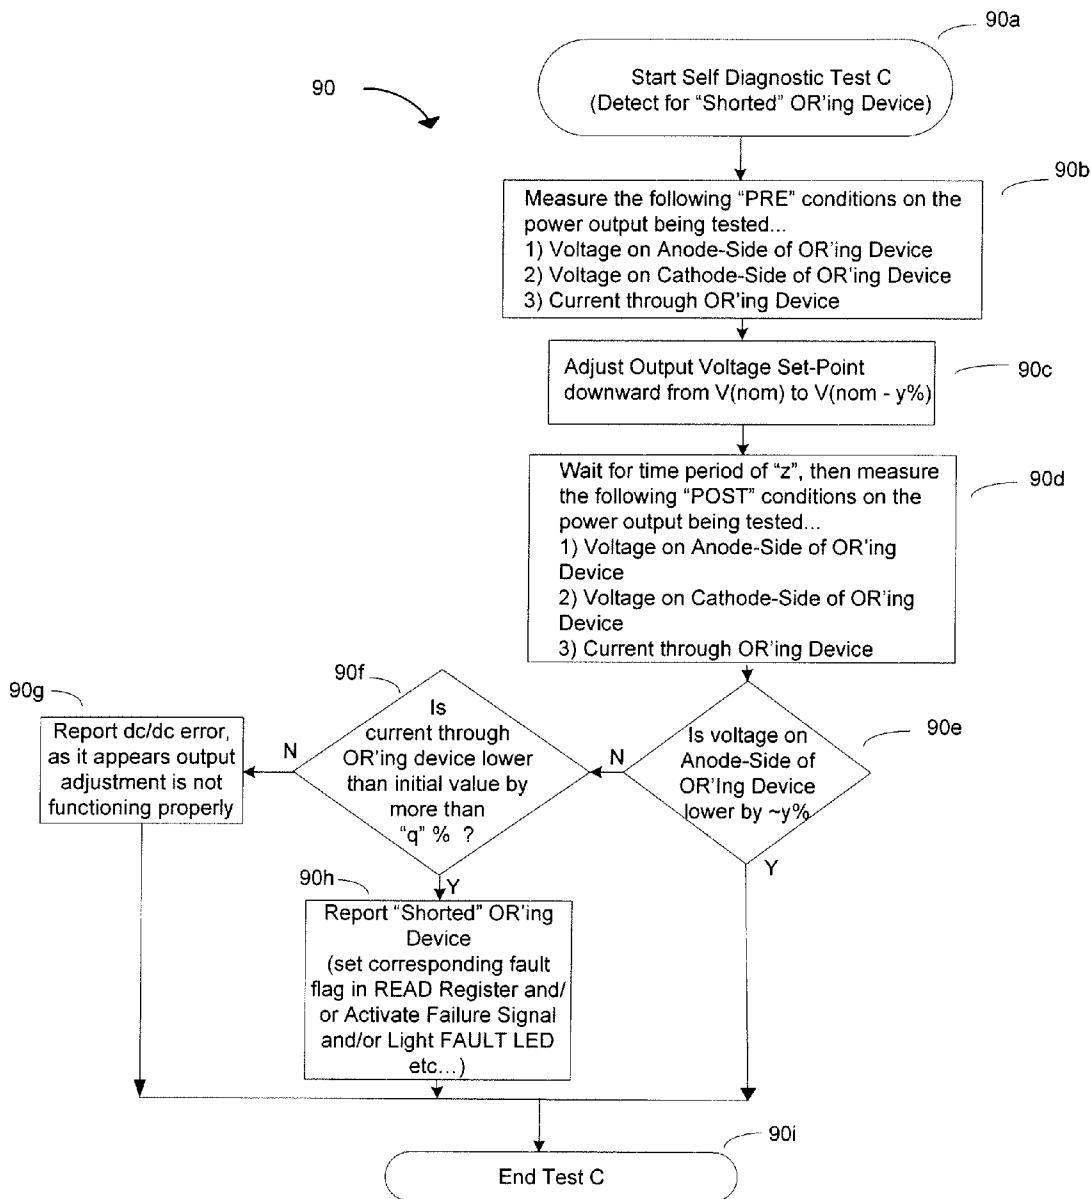 90a
90
Start Self Diagnostic Test C
(Detect for “Shorted” OR'ing Device)
90b
Measure the following “PRE” conditions on the
power output being tested...
1) Voltage on Anode-Side of OR'ing Device
2) Voltage on Cathode-Side of OR'ing Device
3) Current through OR'ing Device
90c
Adjust Output Voltage Set-Point
downward from V(nom) to V(nom - y%)
90d
Wait for time period of “z”, then measure
the following “POST” conditions on the
power output being tested...
1) Voltage on Anode-Side of OR'ing
Device
2) Voltage on Cathode-Side of OR'ing
Device
3) Current through OR'ing Device
90e
Is voltage on
Anode-Side of
OR'Ing Device
lower by ~y%
N
Y
90f
Is
current through
OR'ing device lower
than initial value by
more than
“q” % ?
N
Y
90g
Report dc/dc error,
as it appears output
adjustment is not
functioning properly
90h
Report “Shorted” OR'ing
Device
(set corresponding fault
flag in READ Register and/
or Activate Failure Signal
and/or Light FAULT LED
etc...)
90i
End Test C